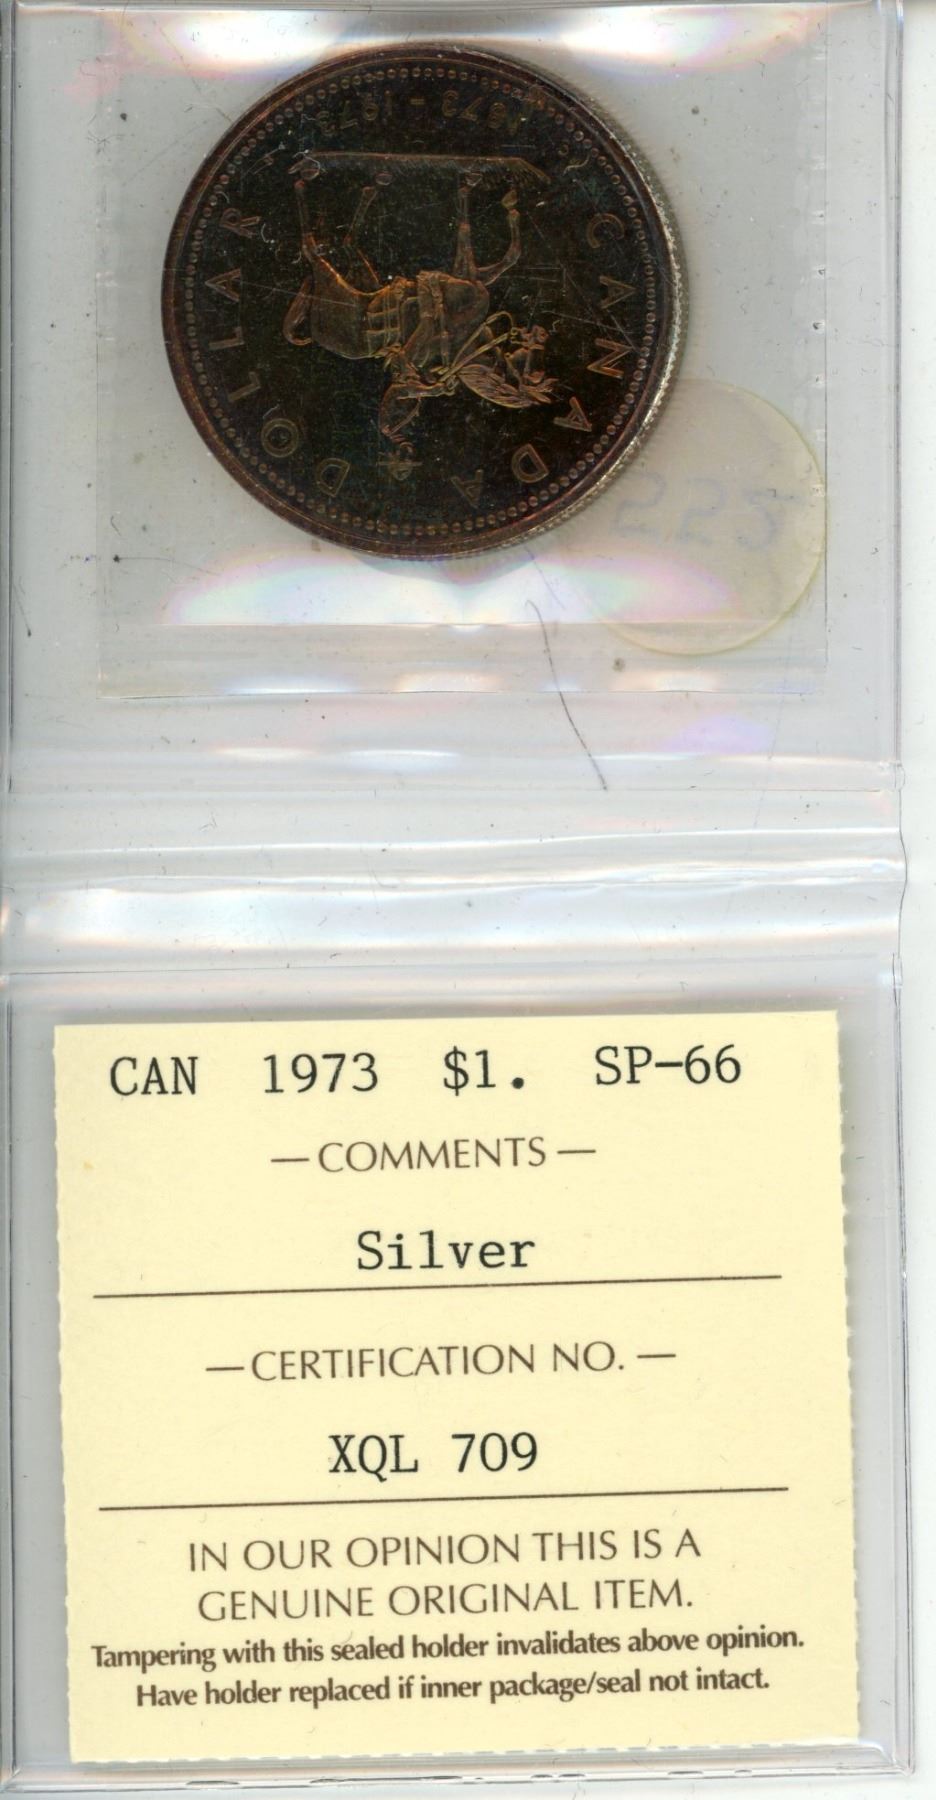 1873 - 1973
CANADA DOLLAR
CAN 1973 $1. SP-66
— COMMENTS —
Silver
— CERTIFICATION NO. —
XQL 709
IN OUR OPINION THIS IS A
GENUINE ORIGINAL ITEM.
Tampering with this sealed holder invalidates above opinion.
Have holder replaced if inner package/seal not intact.